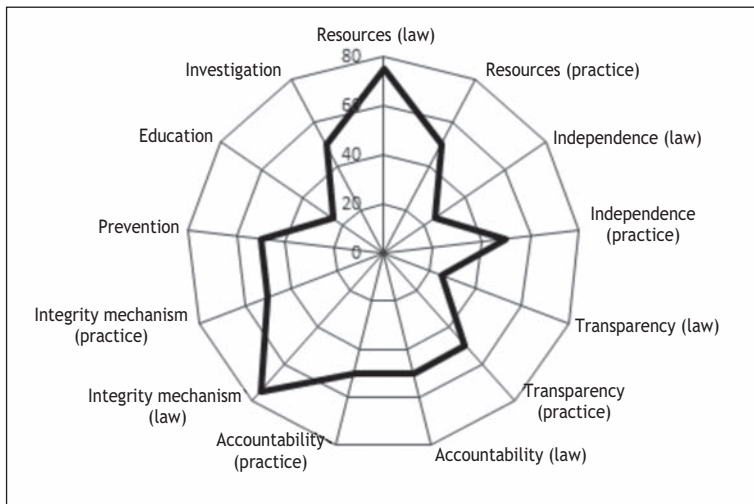 Resources (law)
80
Investigation
Resources (practice)
60
Education
Independence (law)
40
20
Prevention
Independence
(practice)
0
Integrity mechanism
(practice)
Transparency (law)
Integrity mechanism
(law)
Transparency
(practice)
Accountability
(practice)
Accountability (law)